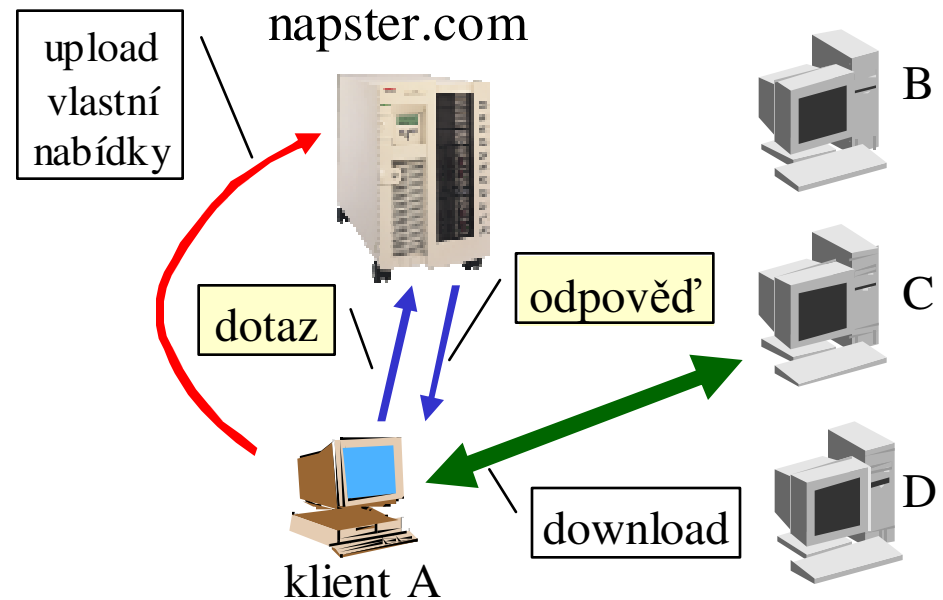 upload
vlastní
nabídky
napster.com
B
C
D
dotaz
odpověď
download
klient A